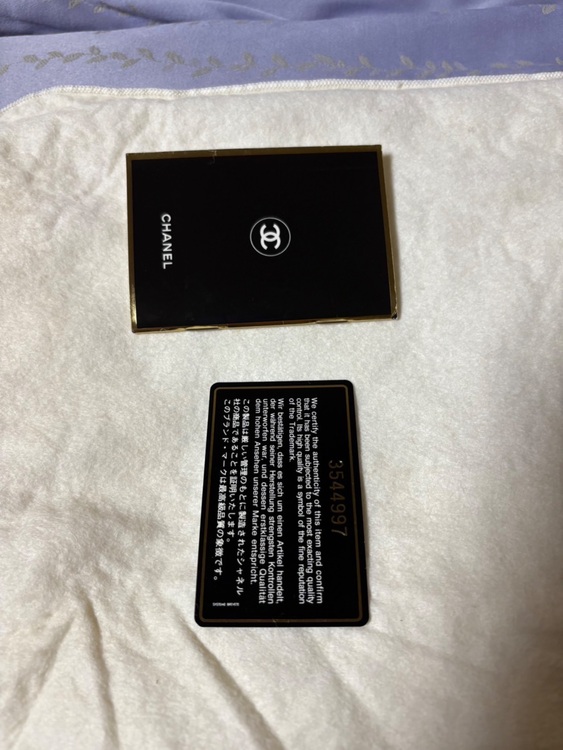 CHANEL
3544997
We certify the authenticity of this item and confirm
that it has been subjected to the most exacting quality
control. Its high quality is a symbol of the fine reputation
of the Trademark.
Wir bestätigen, dass es sich um einen Artikel handelt,
der während seiner Herstellung strengsten Kontrollen
unterworfen war, und dessen erstklassige Qualität
dem hohen Ansehen unserer Marke entspricht.
この製品は厳しい管理のもとに製造されたシャネル
社の商品であることを証明いたします。
このブランド・マークは最高級品質の象徴です。